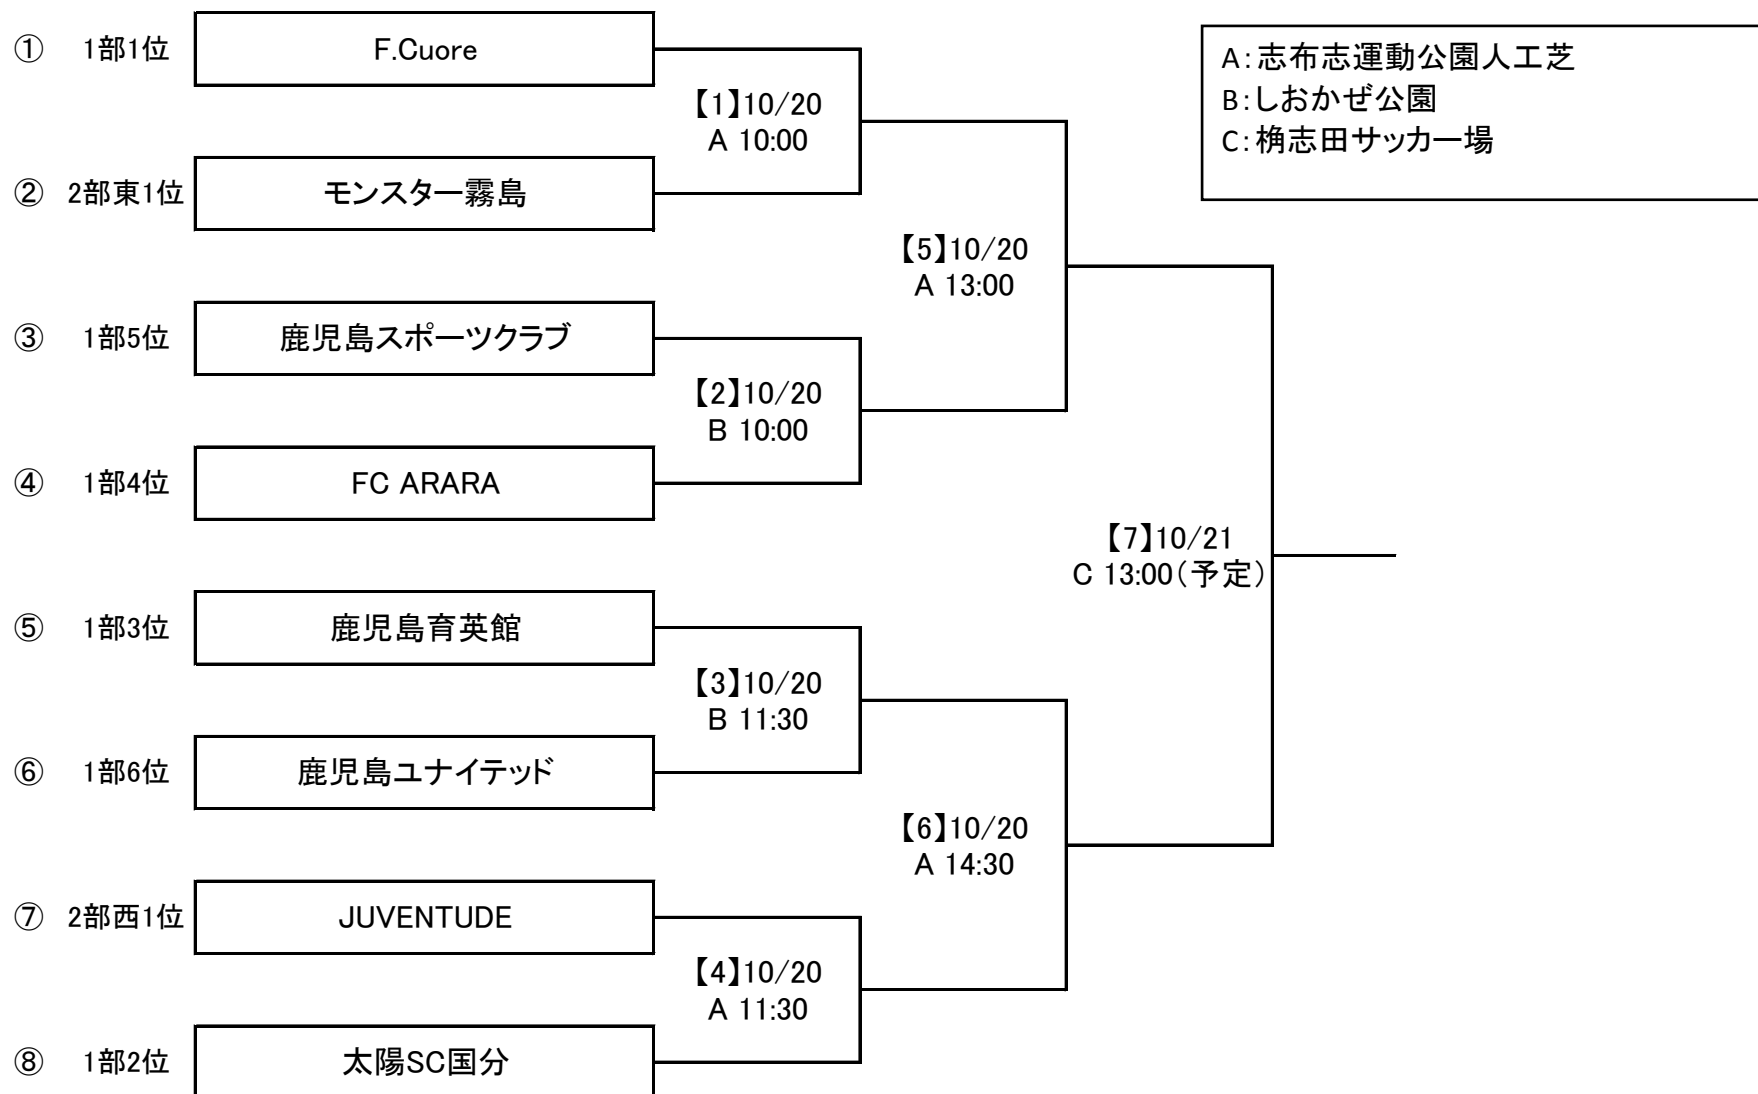 ① 1部1位 F.Cuore
【1】10/20
A 10:00
② 2部東1位 モンスター霧島
【5】10/20
A 13:00
③ 1部5位 鹿児島スポーツクラブ
【2】10/20
B 10:00
④ 1部4位 FC ARARA
【7】10/21
C 13:00(予定)
⑤ 1部3位 鹿児島育英館
【3】10/20
B 11:30
⑥ 1部6位 鹿児島ユナイテッド
【6】10/20
A 14:30
⑦ 2部西1位 JUVENTUDE
【4】10/20
A 11:30
⑧ 1部2位 太陽SC国分
A:志布志運動公園人工芝
B:しおかぜ公園
C:桷志田サッカー場